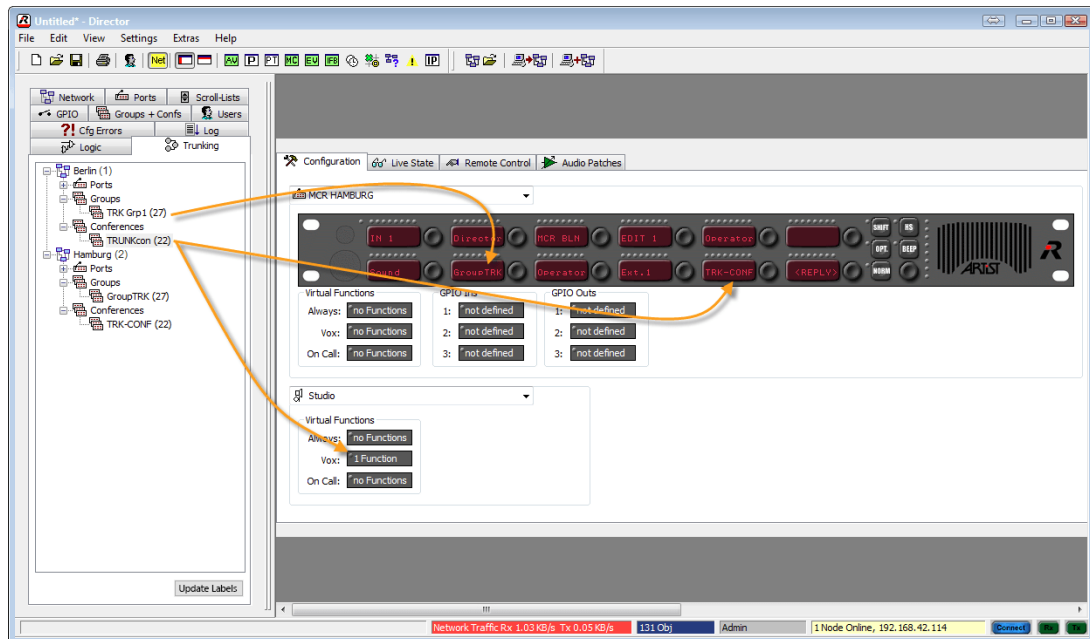 Untitled* - Director
File Edit View Settings Extras Help
Net AV P PT MC EV IFB IP
Network Ports Scroll-Lists
GPIO Groups + Confs Users
?! Cfg Errors Log
Logic Trunking
Berlin (1)
Ports
Groups
TRK Grp1 (27)
Conferences
TRUNKcon (22)
Hamburg (2)
Ports
Groups
GroupTRK (27)
Conferences
TRK-CONF (22)
Update Labels
Configuration Live State Remote Control Audio Patches
MCR HAMBURG
IN 1 Director MCR BLN EDIT 1 Operator SHIFT HS
OPT. BEEP
Sound GroupTRK Operator Ext.1 TRK-CONF <REPLY> NORM
ARTIST R
Virtual Functions GPIO Ins GPIO Outs
Always: no Functions 1: not defined 1: not defined
Vox: no Functions 2: not defined 2: not defined
On Call: no Functions 3: not defined 3: not defined
Studio
Virtual Functions
Always: no Functions
Vox: 1 Function
On Call: no Functions
Network Traffic Rx 1.03 KB/s Tx 0.05 KB/s 131 Obj Admin 1 Node Online, 192.168.42.114 Connect Rx Tx